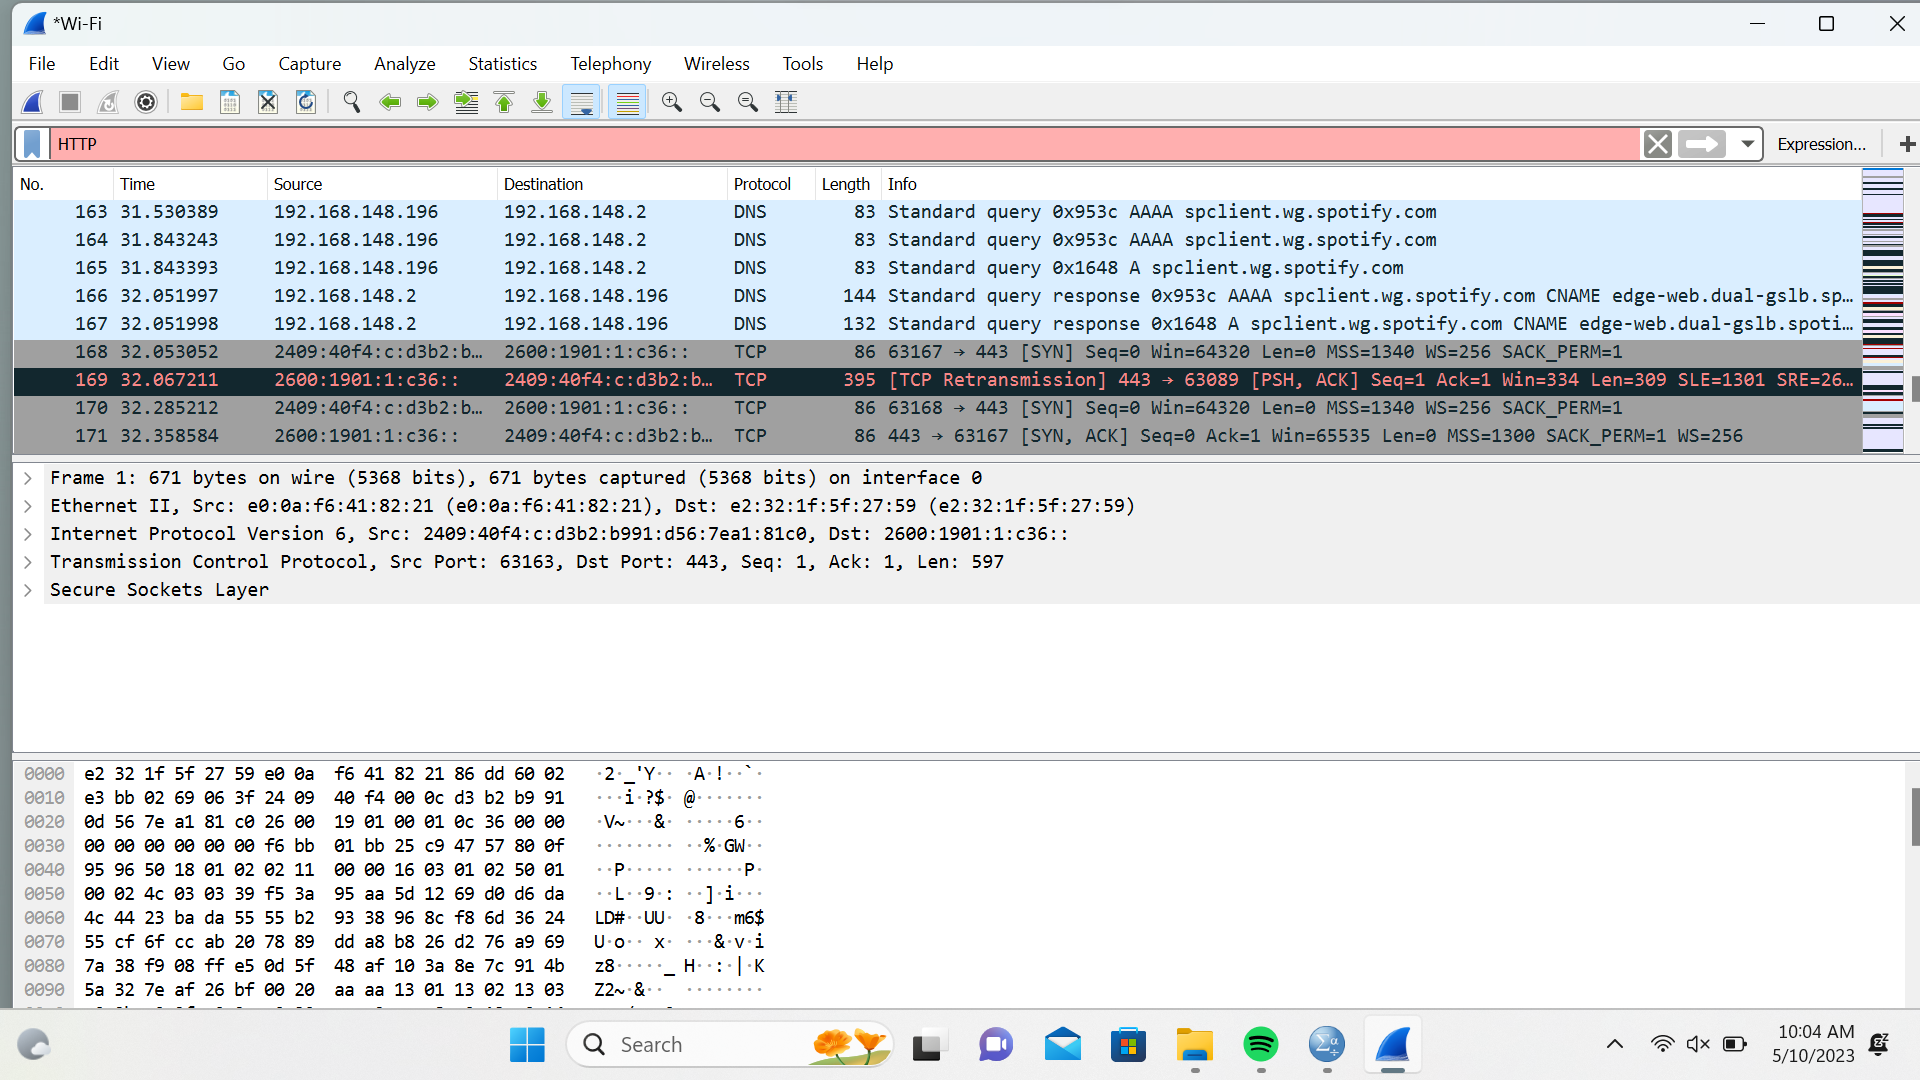 *Wi-Fi
File Edit View Go Capture Analyze Statistics Telephony Wireless Tools Help
HTTP Expression... +
No. Time Source Destination Protocol Length Info
163 31.530389 192.168.148.196 192.168.148.2 DNS 83 Standard query 0x953c AAAA spclient.wg.spotify.com
164 31.843243 192.168.148.196 192.168.148.2 DNS 83 Standard query 0x953c AAAA spclient.wg.spotify.com
165 31.843393 192.168.148.196 192.168.148.2 DNS 83 Standard query 0x1648 A spclient.wg.spotify.com
166 32.051997 192.168.148.2 192.168.148.196 DNS 144 Standard query response 0x953c AAAA spclient.wg.spotify.com CNAME edge-web.dual-gslb.sp…
167 32.051998 192.168.148.2 192.168.148.196 DNS 132 Standard query response 0x1648 A spclient.wg.spotify.com CNAME edge-web.dual-gslb.spoti…
168 32.053052 2409:40f4:c:d3b2:b… 2600:1901:1:c36:: TCP 86 63167 → 443 [SYN] Seq=0 Win=64320 Len=0 MSS=1340 WS=256 SACK_PERM=1
169 32.067211 2600:1901:1:c36:: 2409:40f4:c:d3b2:b… TCP 395 [TCP Retransmission] 443 → 63089 [PSH, ACK] Seq=1 Ack=1 Win=334 Len=309 SLE=1301 SRE=26…
170 32.285212 2409:40f4:c:d3b2:b… 2600:1901:1:c36:: TCP 86 63168 → 443 [SYN] Seq=0 Win=64320 Len=0 MSS=1340 WS=256 SACK_PERM=1
171 32.358584 2600:1901:1:c36:: 2409:40f4:c:d3b2:b… TCP 86 443 → 63167 [SYN, ACK] Seq=0 Ack=1 Win=65535 Len=0 MSS=1300 SACK_PERM=1 WS=256
Frame 1: 671 bytes on wire (5368 bits), 671 bytes captured (5368 bits) on interface 0
Ethernet II, Src: e0:0a:f6:41:82:21 (e0:0a:f6:41:82:21), Dst: e2:32:1f:5f:27:59 (e2:32:1f:5f:27:59)
Internet Protocol Version 6, Src: 2409:40f4:c:d3b2:b991:d56:7ea1:81c0, Dst: 2600:1901:1:c36::
Transmission Control Protocol, Src Port: 63163, Dst Port: 443, Seq: 1, Ack: 1, Len: 597
Secure Sockets Layer
0000 e2 32 1f 5f 27 59 e0 0a f6 41 82 21 86 dd 60 02 ·2·_'Y·· ·A·!··`·
0010 e3 bb 02 69 06 3f 24 09 40 f4 00 0c d3 b2 b9 91 ···i·?$· @·······
0020 0d 56 7e a1 81 c0 26 00 19 01 00 01 0c 36 00 00 ·V~···&· ·····6··
0030 00 00 00 00 00 00 f6 bb 01 bb 25 c9 47 57 80 0f ········ ··%·GW··
0040 95 96 50 18 01 02 02 11 00 00 16 03 01 02 50 01 ··P····· ······P·
0050 00 02 4c 03 03 39 f5 3a 95 aa 5d 12 69 d0 d6 da ··L··9·: ··]·i···
0060 4c 44 23 ba da 55 55 b2 93 38 96 8c f8 6d 36 24 LD#··UU· ·8···m6$
0070 55 cf 6f cc ab 20 78 89 dd a8 b8 26 d2 76 a9 69 U·o·· x· ···&·v·i
0080 7a 38 f9 08 ff e5 0d 5f 48 af 10 3a 8e 7c 91 4b z8·····_ H··:·|·K
0090 5a 32 7e af 26 bf 00 20 aa aa 13 01 13 02 13 03 Z2~·&·· ········
Search
10:04 AM
5/10/2023